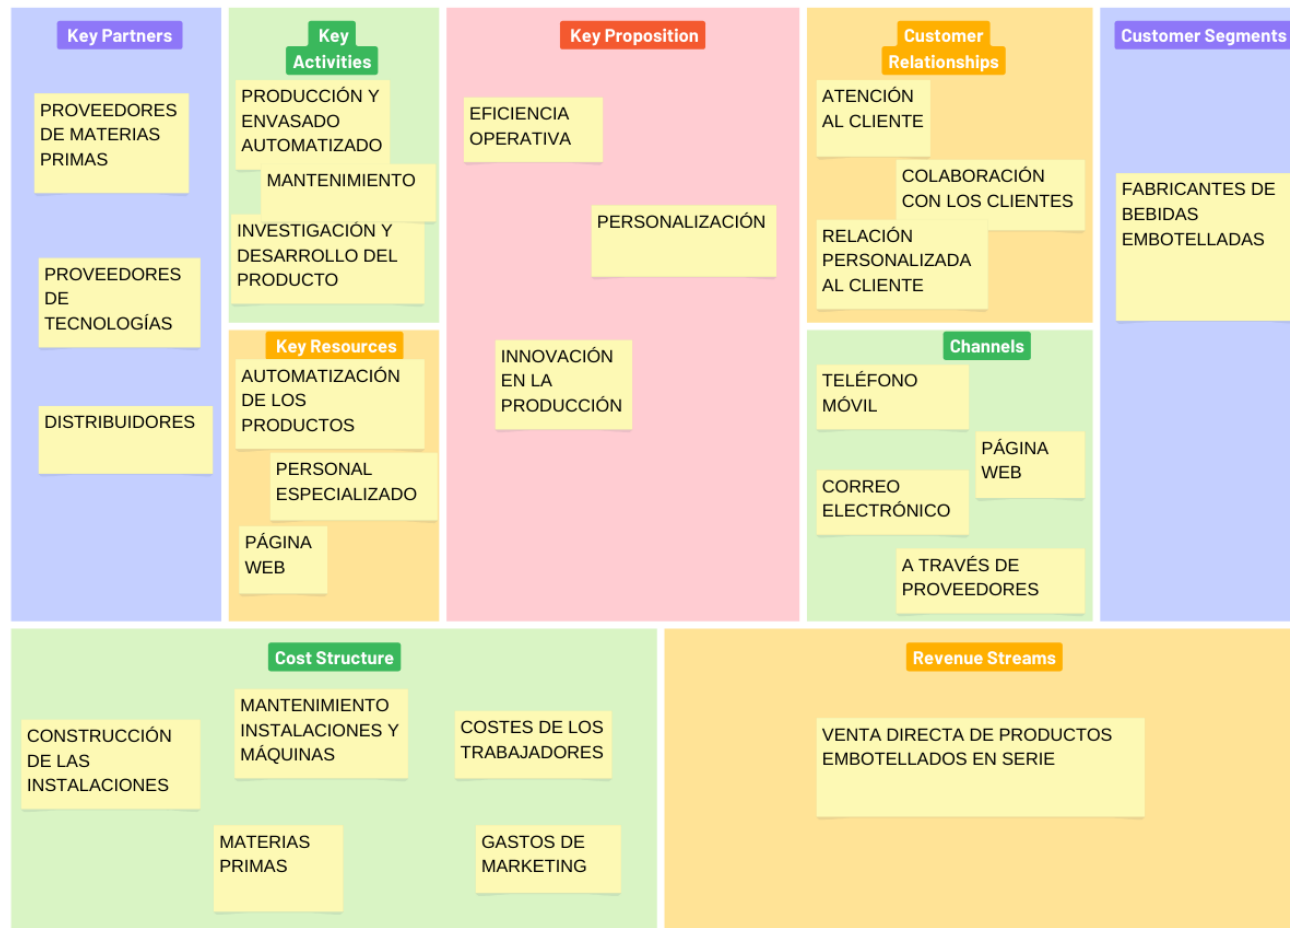 Key Partners
PROVEEDORES
DE MATERIAS
PRIMAS
PROVEEDORES
DE
TECNOLOGÍAS
DISTRIBUIDORES
Key
Activities
PRODUCCIÓN Y
ENVASADO
AUTOMATIZADO
MANTENIMIENTO
INVESTIGACIÓN Y
DESARROLLO DEL
PRODUCTO
Key Resources
AUTOMATIZACIÓN
DE LOS
PRODUCTOS
PERSONAL
ESPECIALIZADO
PÁGINA
WEB
Key Proposition
EFICIENCIA
OPERATIVA
PERSONALIZACIÓN
INNOVACIÓN
EN LA
PRODUCCIÓN
Customer
Relationships
ATENCIÓN
AL CLIENTE
COLABORACIÓN
CON LOS CLIENTES
RELACIÓN
PERSONALIZADA
AL CLIENTE
Channels
TELÉFONO
MÓVIL
PÁGINA
WEB
CORREO
ELECTRÓNICO
A TRAVÉS DE
PROVEEDORES
Customer Segments
FABRICANTES DE
BEBIDAS
EMBOTELLADAS
Cost Structure
CONSTRUCCIÓN
DE LAS
INSTALACIONES
MANTENIMIENTO
INSTALACIONES Y
MÁQUINAS
COSTES DE LOS
TRABAJADORES
MATERIAS
PRIMAS
GASTOS DE
MARKETING
Revenue Streams
VENTA DIRECTA DE PRODUCTOS
EMBOTELLADOS EN SERIE